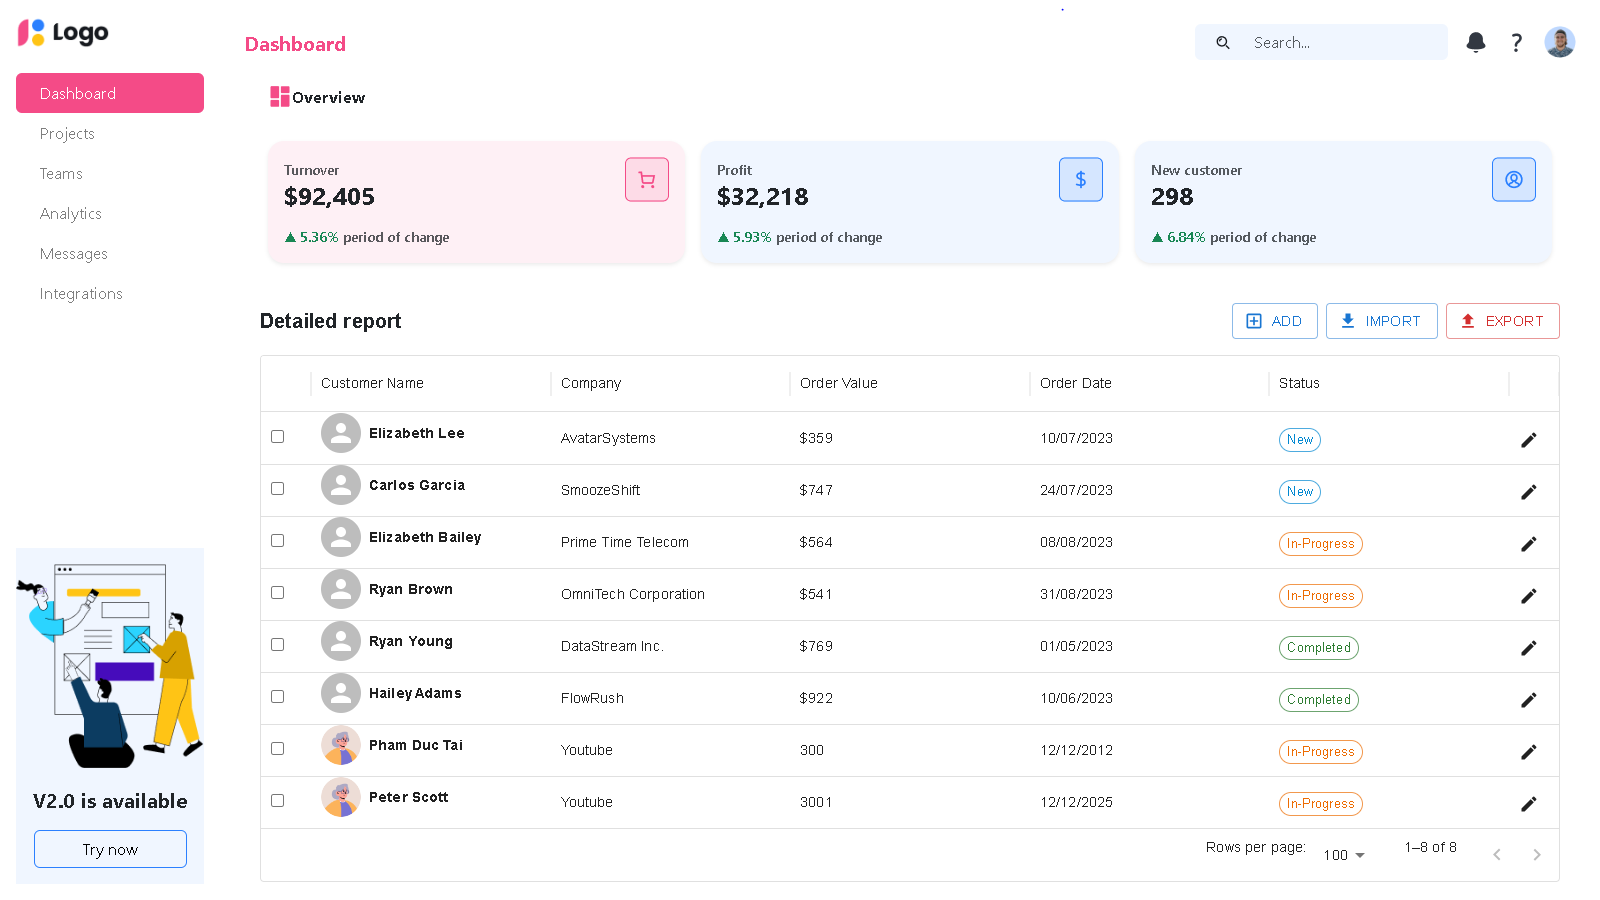 Logo
Dashboard
Search...
Dashboard
Projects
Teams
Analytics
Messages
Integrations
Overview
Turnover
$92,405
5.36% period of change
Profit
$32,218
5.93% period of change
New customer
298
6.84% period of change
Detailed report
ADD
IMPORT
EXPORT
Customer Name Company Order Value Order Date Status
Elizabeth Lee AvatarSystems $359 10/07/2023 New
Carlos Garcia SmoozeShift $747 24/07/2023 New
Elizabeth Bailey Prime Time Telecom $564 08/08/2023 In-Progress
Ryan Brown OmniTech Corporation $541 31/08/2023 In-Progress
Ryan Young DataStream Inc. $769 01/05/2023 Completed
Hailey Adams FlowRush $922 10/06/2023 Completed
Pham Duc Tai Youtube 300 12/12/2012 In-Progress
Peter Scott Youtube 3001 12/12/2025 In-Progress
Rows per page: 100 1–8 of 8
V2.0 is available
Try now